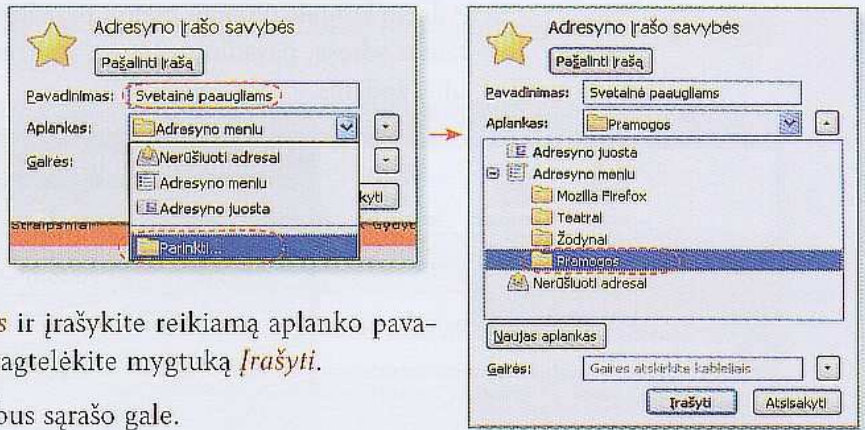 Adresyno įrašo savybės
Pašalinti įrašą
Pavadinimas: Svetainė paaugliams
Aplankas: Adresyno meniu
Gairės:
Nerūšiuoti adresai
Adresyno meniu
Adresyno juosta
kyti
Straipsniai
Gydyt
Parinkti...
Adresyno įrašo savybės
Pašalinti įrašą
Pavadinimas: Svetainė paaugliams
Aplankas: Pramogos
Adresyno juosta
Adresyno meniu
Mozilla Firefox
Teatrai
Žodynai
Pramogos
Nerūšiuoti adresai
Naujas aplankas
Gairės: Gaires atskirkite kableliais
Įrašyti Atsisakyti
s ir įrašykite reikiamą aplanko pava-
agtelėkite mygtuką Įrašyti.
bus sąrašo gale.